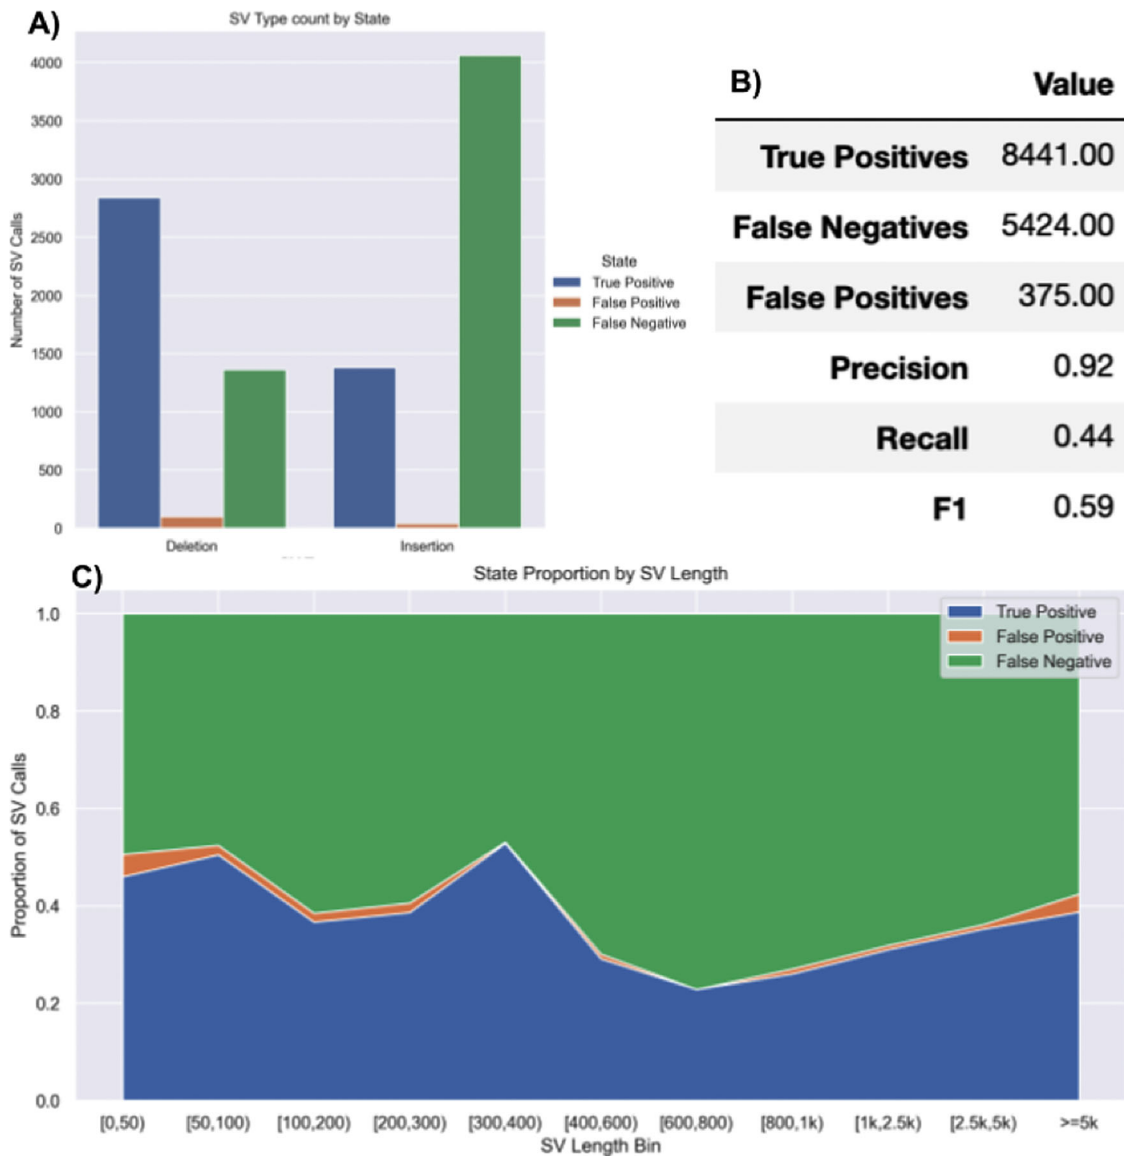 A)
SV Type count by State
4000
3500
3000
2500
2000
1500
1000
500
0
Number of SV Calls
Deletion Insertion
State
True Positive
False Positive
False Negative
B) Value
True Positives 8441.00
False Negatives 5424.00
False Positives 375.00
Precision 0.92
Recall 0.44
F1 0.59
C)
State Proportion by SV Length
True Positive
False Positive
False Negative
1.0
0.8
0.6
0.4
0.2
0.0
Proportion of SV Calls
[0,50) [50,100) [100,200) [200,300) [300,400) [400,600) [600,800) [800,1k) [1k,2.5k) [2.5k,5k) >=5k
SV Length Bin